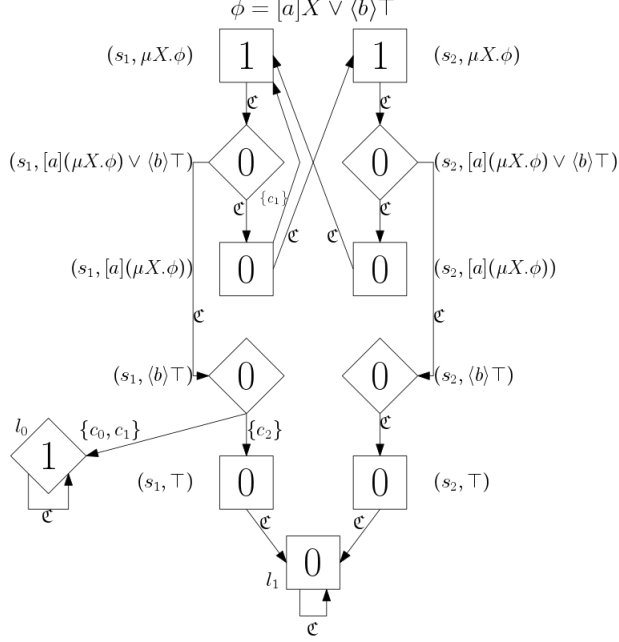 ϕ = [a]X ∨ ⟨b⟩⊤
(s₁, μX.ϕ) 1 1 (s₂, μX.ϕ)
ℭ ℭ
(s₁, [a](μX.ϕ) ∨ ⟨b⟩⊤) 0 0 (s₂, [a](μX.ϕ) ∨ ⟨b⟩⊤)
ℭ {c₁} ℭ
ℭ ℭ
(s₁, [a](μX.ϕ)) 0 0 (s₂, [a](μX.ϕ))
ℭ ℭ
(s₁, ⟨b⟩⊤) 0 0 (s₂, ⟨b⟩⊤)
l₀ {c₀, c₁} {c₂} ℭ
1
(s₁, ⊤) 0 0 (s₂, ⊤)
ℭ ℭ ℭ
0
l₁
ℭ